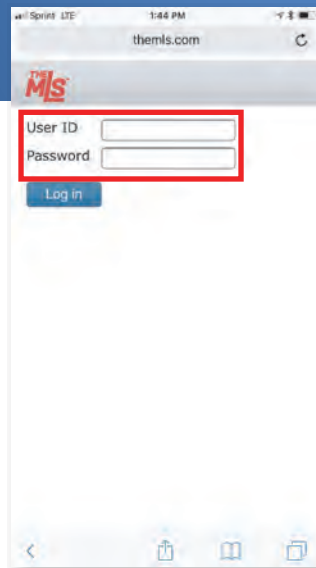 Sprint LTE 1:44 PM
themls.com
THE
MLS
User ID
Password
Log in